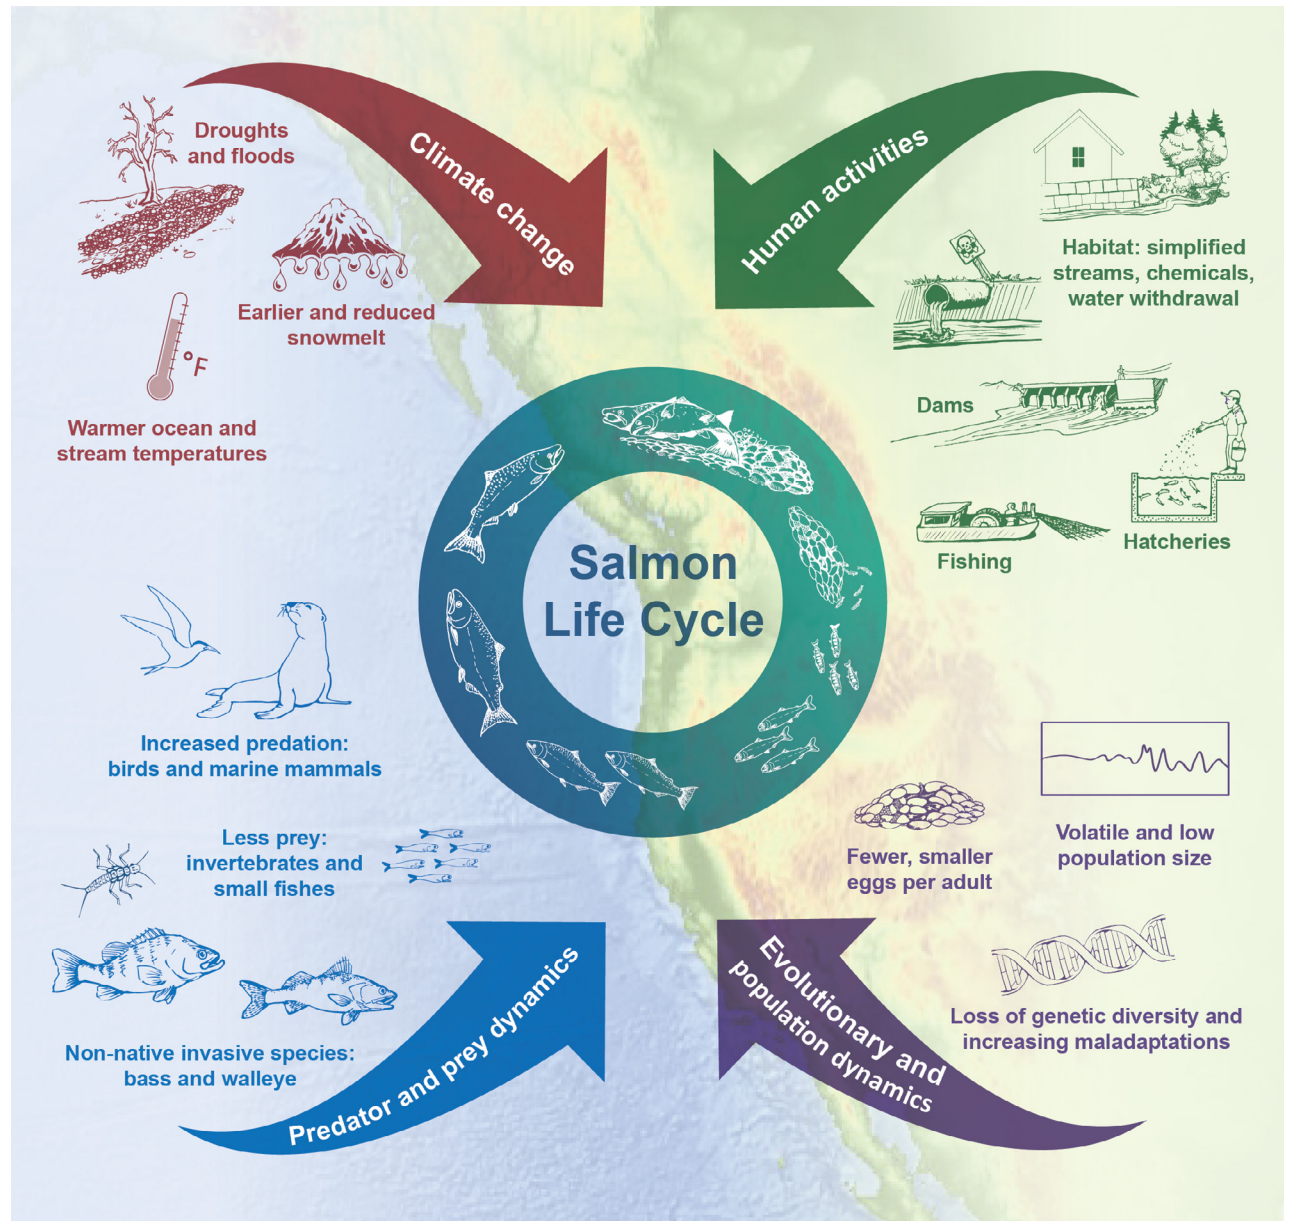 Climate change
Droughts
and floods
Earlier and reduced
snowmelt
°F
Warmer ocean and
stream temperatures
Human activities
Habitat: simplified
streams, chemicals,
water withdrawal
Dams
Fishing
Hatcheries
Salmon
Life Cycle
Increased predation:
birds and marine mammals
Less prey:
invertebrates and
small fishes
Non-native invasive species:
bass and walleye
Predator and prey dynamics
Volatile and low
population size
Fewer, smaller
eggs per adult
Loss of genetic diversity and
increasing maladaptations
Evolutionary and
population dynamics